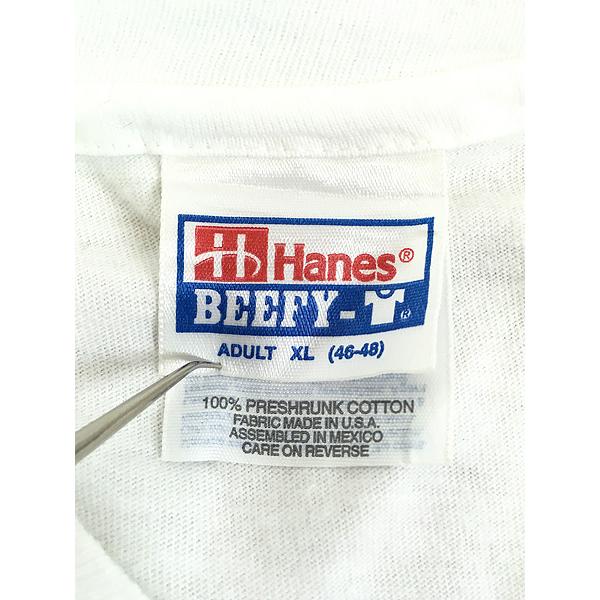 Hanes®
BEEFY-T®
ADULT XL (46-48)
100% PRESHRUNK COTTON
FABRIC MADE IN U.S.A.
ASSEMBLED IN MEXICO
CARE ON REVERSE